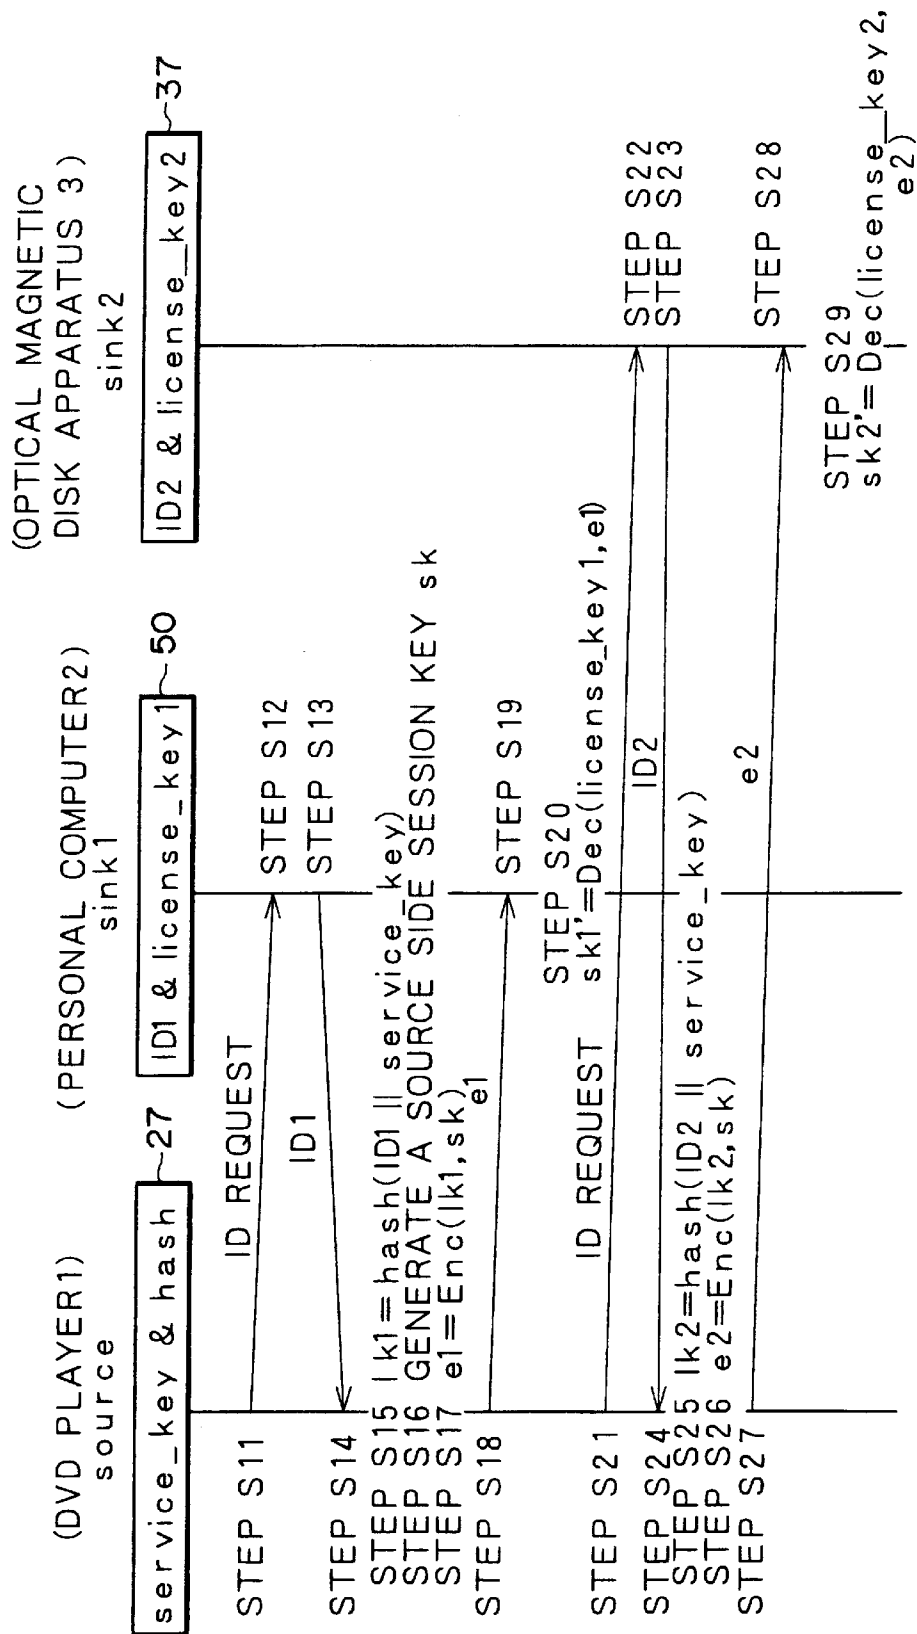 (DVD PLAYER1)
source
service_key & hash
27
(PERSONAL COMPUTER2)
sink1
ID1 & license_key1
50
(OPTICAL MAGNETIC
DISK APPARATUS 3)
sink2
ID2 & license_key2
37
STEP S11
ID REQUEST
STEP S12
STEP S13
ID1
STEP S14
STEP S15 lk1=hash(ID1 || service_key)
STEP S16 GENERATE A SOURCE SIDE SESSION KEY sk
STEP S17 e1=Enc(lk1,sk)
STEP S18
e1
STEP S19
STEP S20
sk1'=Dec(license_key1,e1)
STEP S21
ID REQUEST
STEP S22
STEP S23
ID2
STEP S24
STEP S25 lk2=hash(ID2 || service_key)
STEP S26 e2=Enc(lk2,sk)
STEP S27
e2
STEP S28
STEP S29
sk2'=Dec(license_key2,
e2)